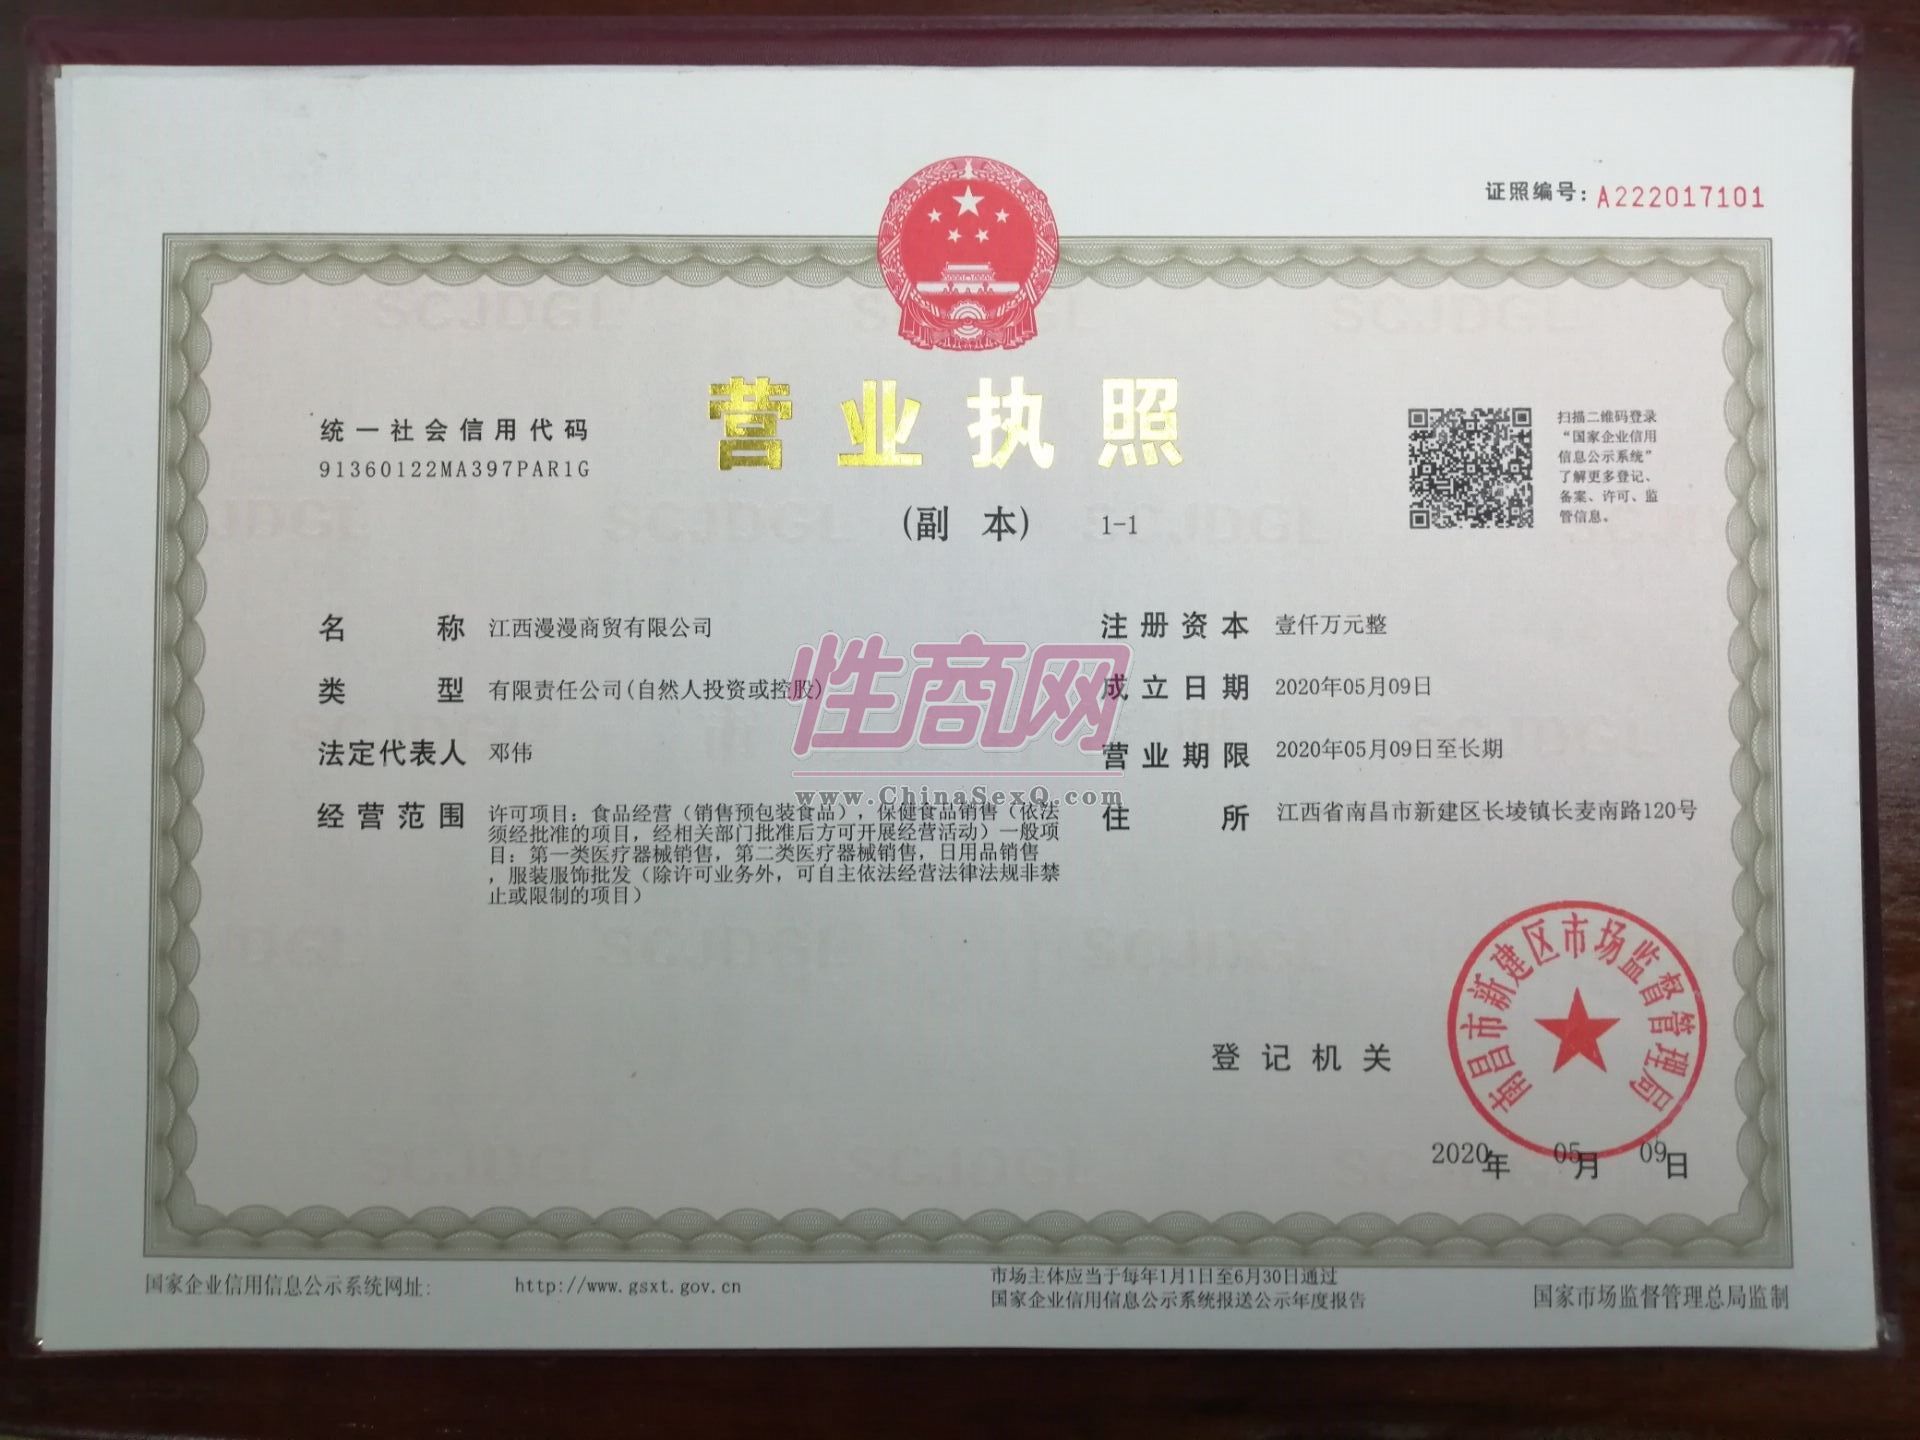 证照编号：A222017101
统一社会信用代码
91360122MA397PAR1G
营业执照
（副 本） 1-1
扫描二维码登录
“国家企业信用
信息公示系统”
了解更多登记、
备案、许可、监
管信息。
名称 江西漫漫商贸有限公司
类型 有限责任公司(自然人投资或控股)
法定代表人 邓伟
经营范围 许可项目：食品经营（销售预包装食品），保健食品销售（依法
须经批准的项目，经相关部门批准后方可开展经营活动）一般项
目：第一类医疗器械销售，第二类医疗器械销售，日用品销售
，服装服饰批发（除许可业务外，可自主依法经营法律法规非禁
止或限制的项目）
注册资本 壹仟万元整
成立日期 2020年05月09日
营业期限 2020年05月09日至长期
住所 江西省南昌市新建区长堎镇长麦南路120号
性商网
www.ChinaSexQ.com
登记机关
南昌市新建区市场监督管理局
2020年 05月 09日
国家企业信用信息公示系统网址： http://www.gsxt.gov.cn
市场主体应当于每年1月1日至6月30日通过
国家企业信用信息公示系统报送公示年度报告
国家市场监督管理总局监制
SCJDGL